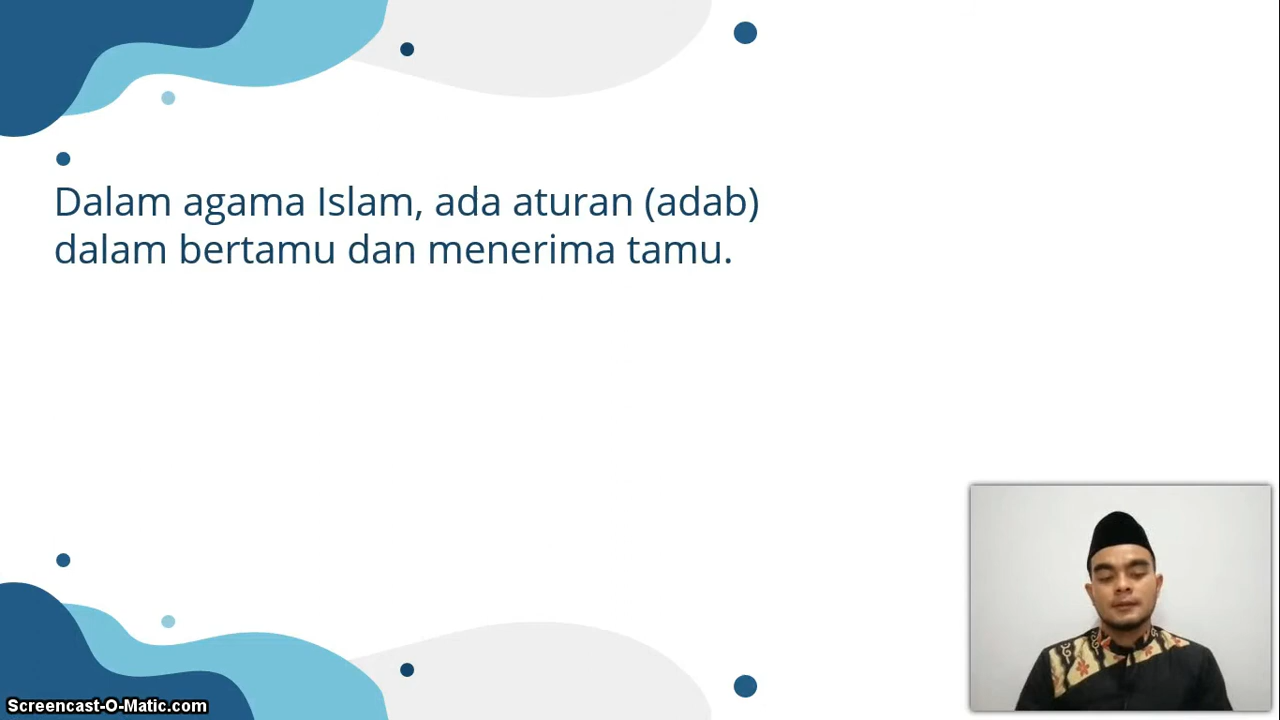 Dalam agama Islam, ada aturan (adab)
dalam bertamu dan menerima tamu.
Screencast-O-Matic.com